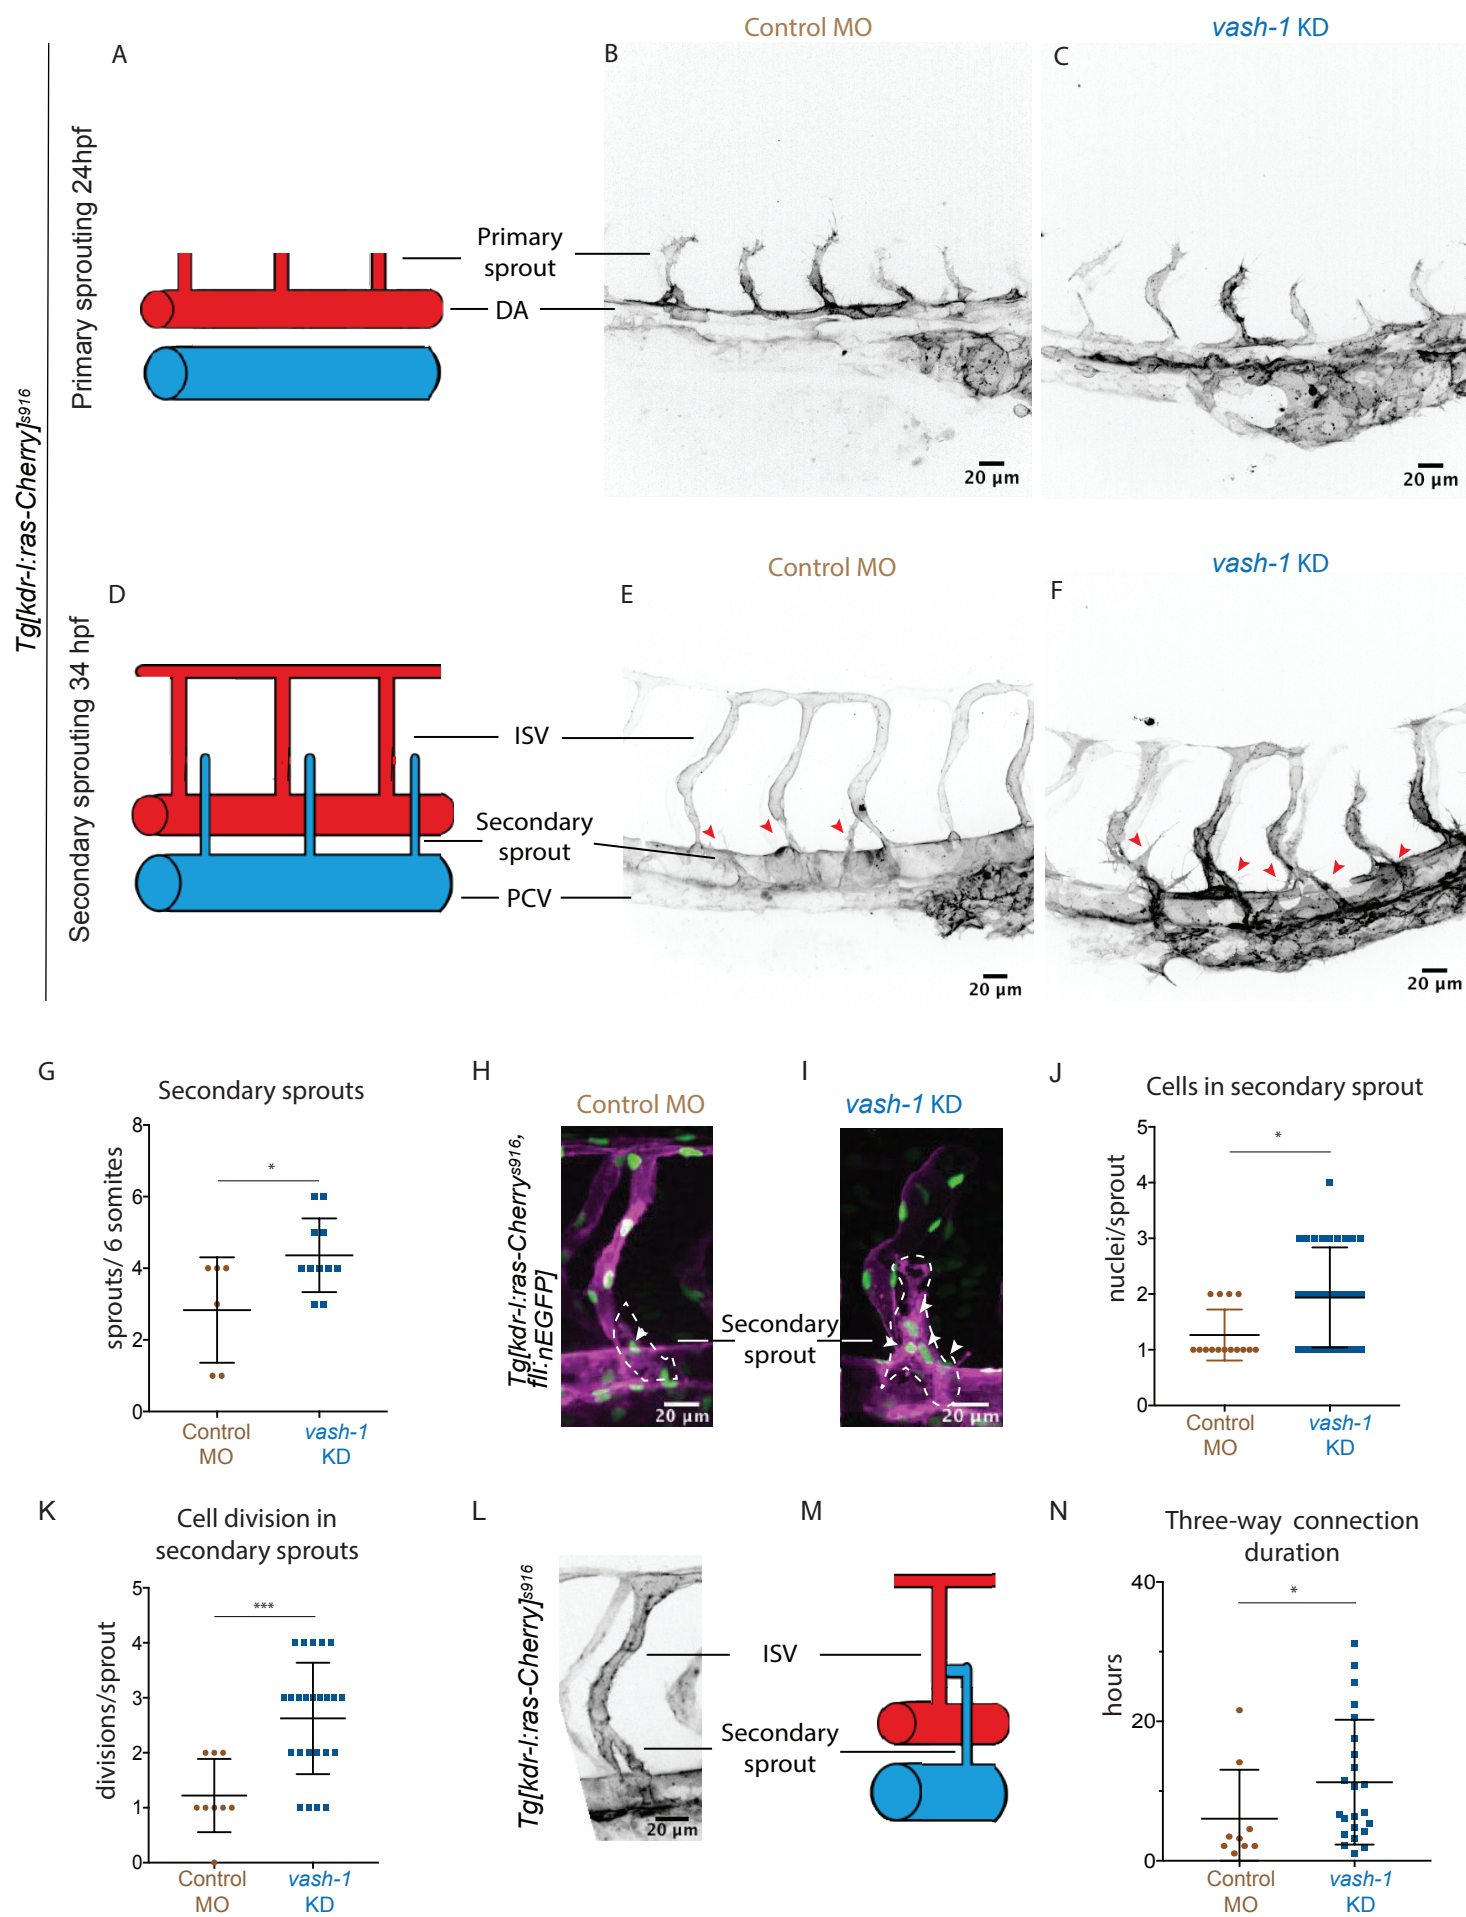 Control MO
vash-1 KD
A
B
C
Tg[kdr-l:ras-Cherry]s916
Primary sprouting 24hpf
Primary
sprout
DA
20 µm
20 µm
Control MO
vash-1 KD
D
E
F
Secondary sprouting 34 hpf
ISV
Secondary
sprout
PCV
20 µm
20 µm
G
Secondary sprouts
sprouts/ 6 somites
8
6
4
2
0
*
Control
MO
vash-1
KD
H
Control MO
I
vash-1 KD
Tg[kdr-l:ras-Cherrys916,
fli:nEGFP]
Secondary
sprout
20 µm
20 µm
J
Cells in secondary sprout
nuclei/sprout
5
4
3
2
1
0
*
Control
MO
vash-1
KD
K
Cell division in
secondary sprouts
divisions/sprout
5
4
3
2
1
0
***
Control
MO
vash-1
KD
L
Tg[kdr-l:ras-Cherry]s916
20 µm
M
ISV
Secondary
sprout
N
Three-way connection
duration
hours
40
20
0
*
Control
MO
vash-1
KD